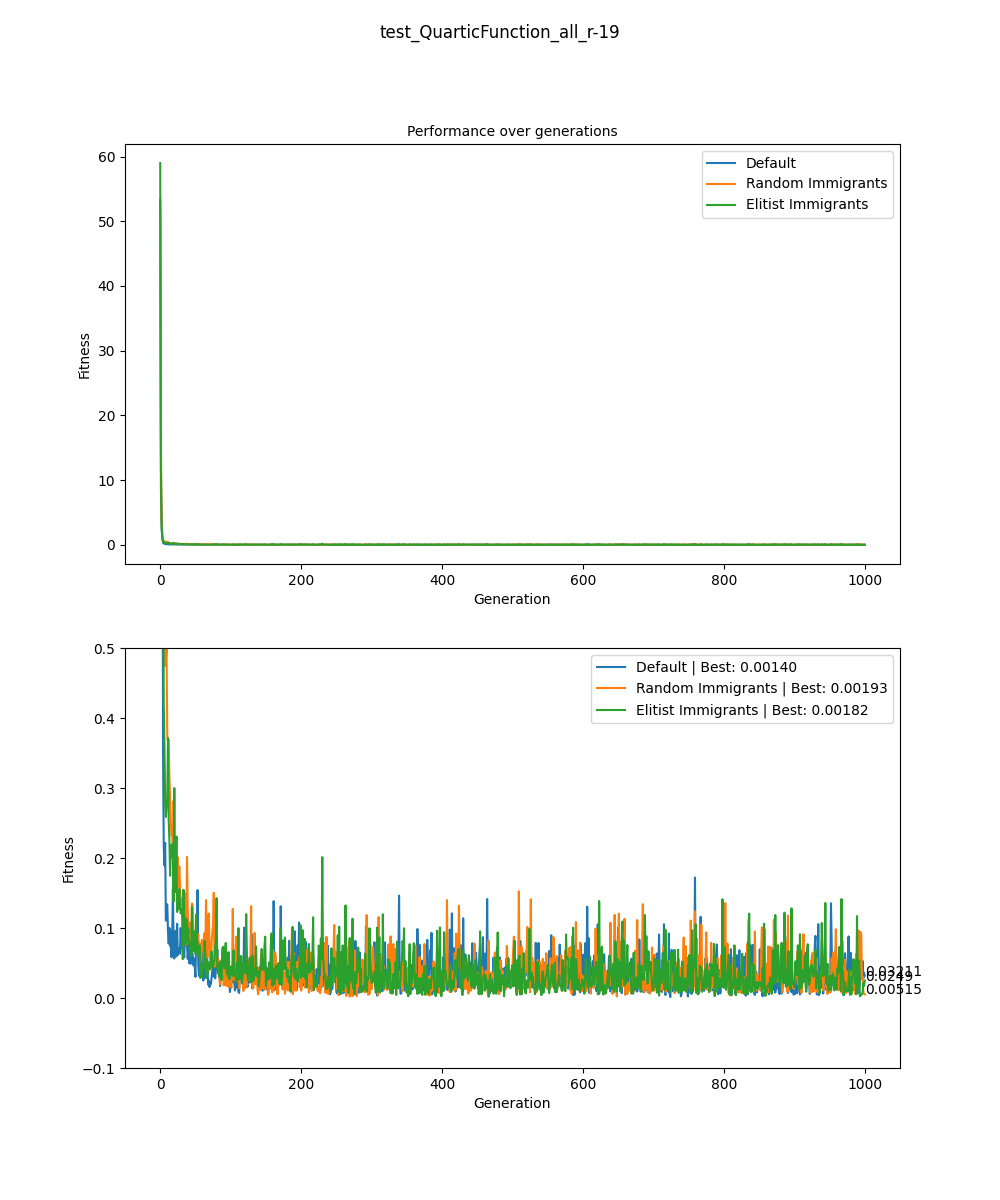 test_QuarticFunction_all_r-19
Performance over generations
60
50
40
30
20
10
0
Fitness
Default
Random Immigrants
Elitist Immigrants
0 200 400 600 800 1000
Generation
0.5
0.4
0.3
0.2
0.1
0.0
−0.1
Fitness
Default | Best: 0.00140
Random Immigrants | Best: 0.00193
Elitist Immigrants | Best: 0.00182
0.03211
0.00515
0 200 400 600 800 1000
Generation